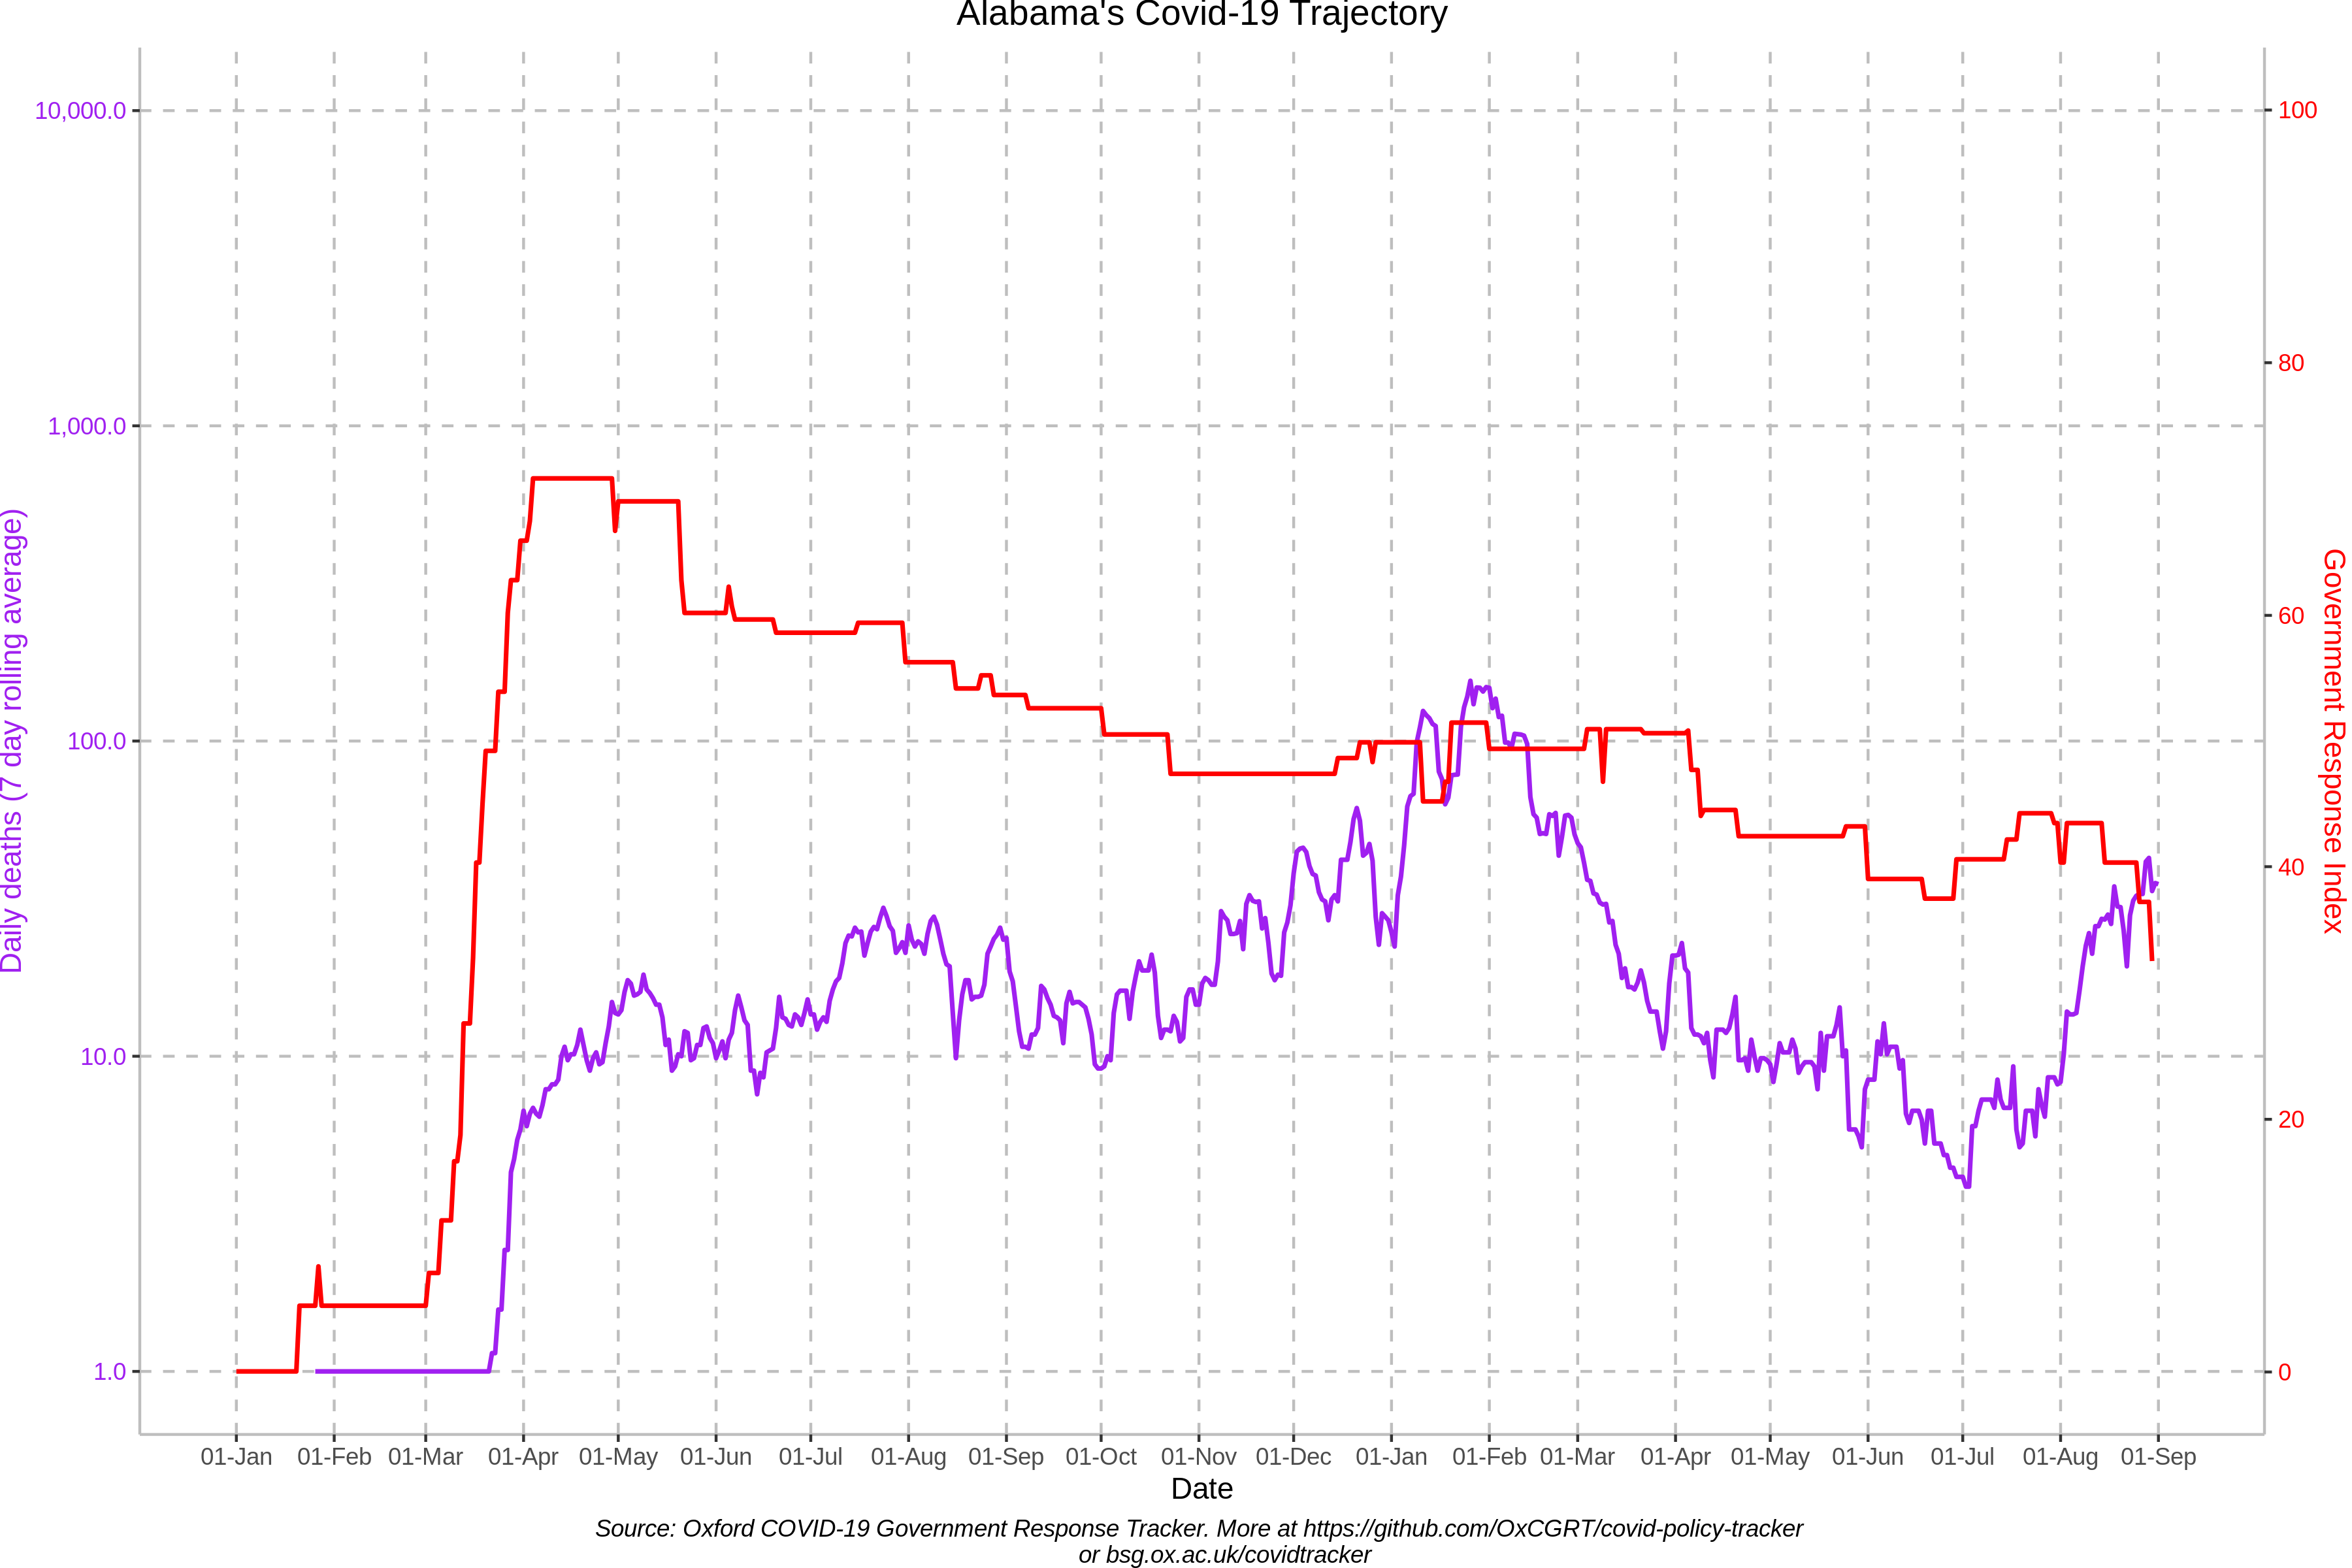 Alabama's Covid-19 Trajectory
Daily deaths (7 day rolling average)
10,000.0
1,000.0
100.0
10.0
1.0
100
80
60
40
20
0
Government Response Index
01-Jan 01-Feb 01-Mar 01-Apr 01-May 01-Jun 01-Jul 01-Aug 01-Sep 01-Oct 01-Nov 01-Dec 01-Jan 01-Feb 01-Mar 01-Apr 01-May 01-Jun 01-Jul 01-Aug 01-Sep
Date
Source: Oxford COVID-19 Government Response Tracker. More at https://github.com/OxCGRT/covid-policy-tracker
or bsg.ox.ac.uk/covidtracker